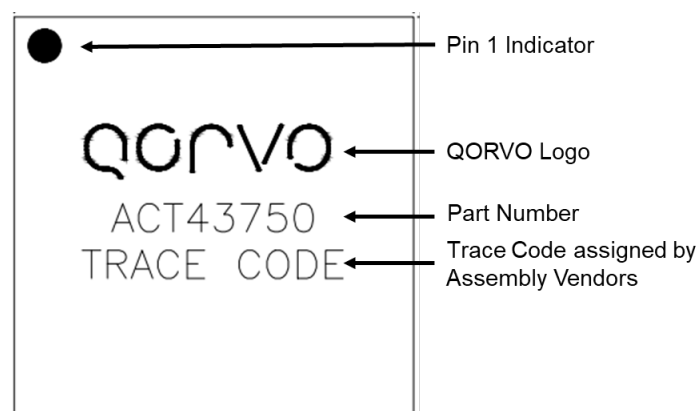 Pin 1 Indicator
QORVO
QORVO Logo
ACT43750
Part Number
TRACE CODE
Trace Code assigned by
Assembly Vendors